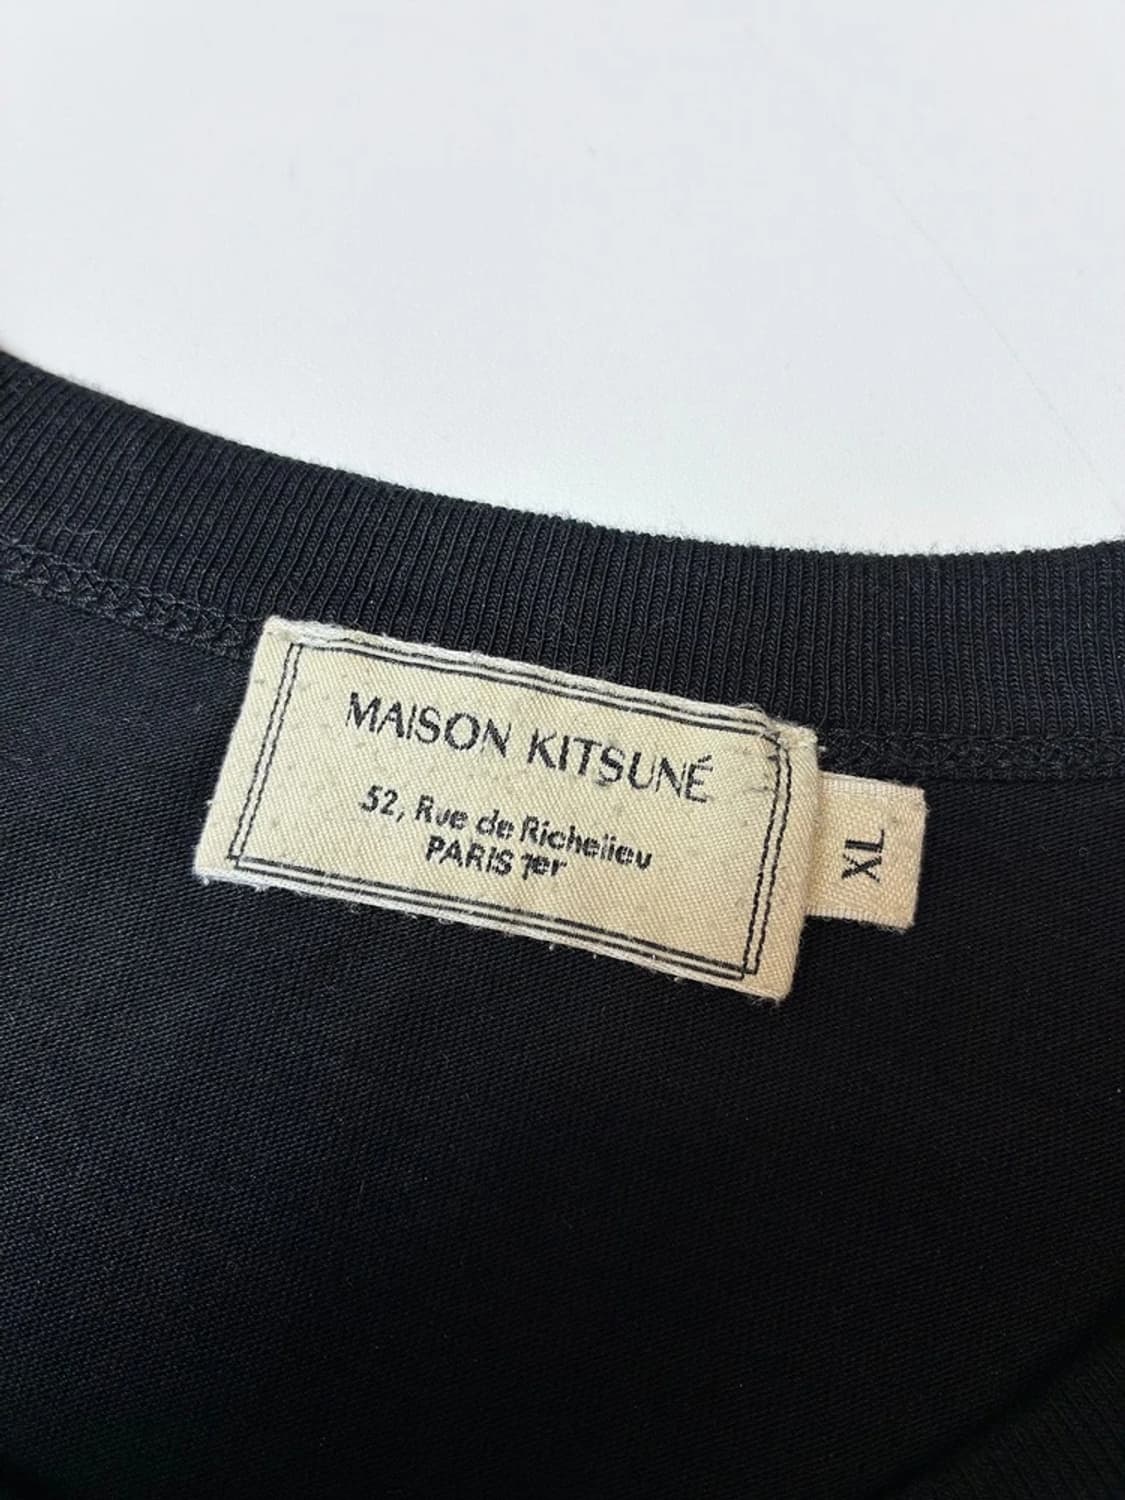 MAISON KITSUNÉ
52, Rue de Richelieu
PARIS 1er
XL